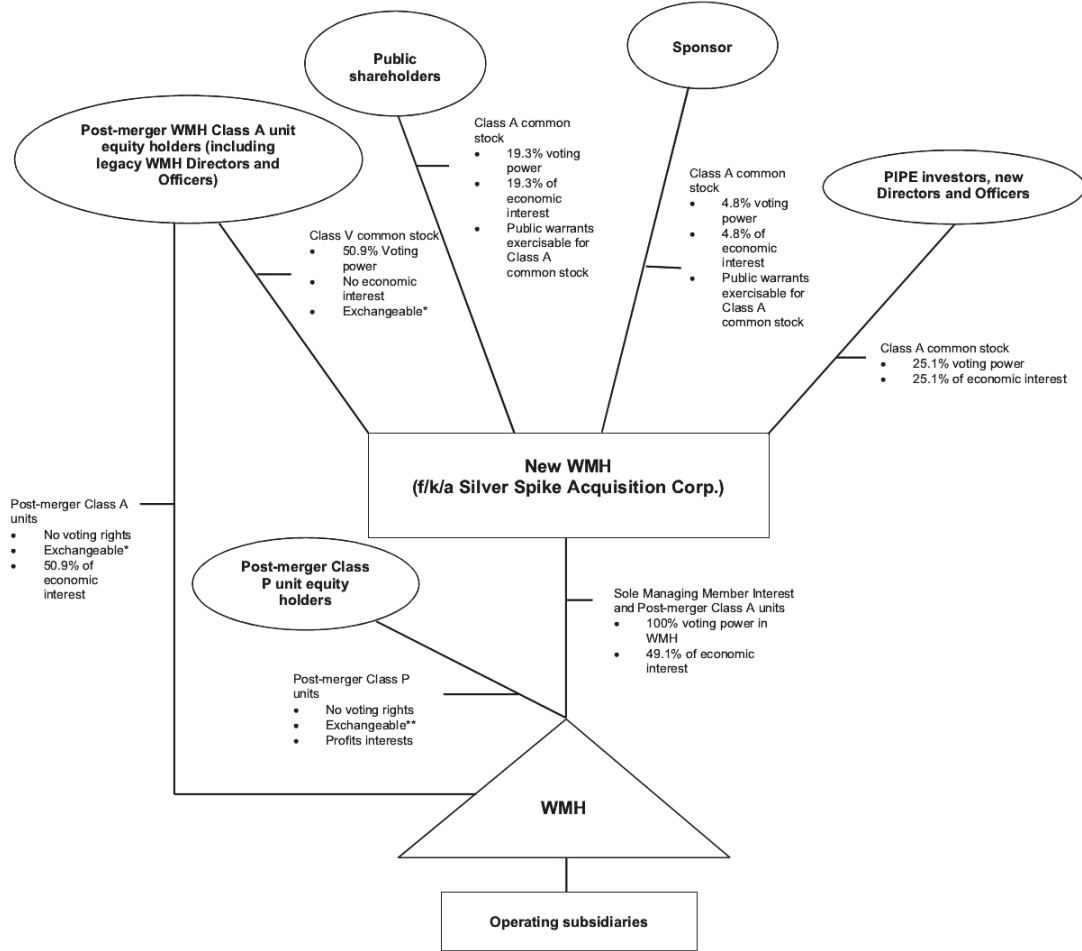 Public
shareholders
Sponsor
Post-merger WMH Class A unit
equity holders (including
legacy WMH Directors and
Officers)
PIPE investors, new
Directors and Officers
Class A common
stock
• 19.3% voting
power
• 19.3% of
economic
interest
• Public warrants
exercisable for
Class A
common stock
Class A common
stock
• 4.8% voting
power
• 4.8% of
economic
interest
• Public warrants
exercisable for
Class A
common stock
Class V common stock
• 50.9% Voting
power
• No economic
interest
• Exchangeable*
Class A common stock
• 25.1% voting power
• 25.1% of economic interest
New WMH
(f/k/a Silver Spike Acquisition Corp.)
Post-merger Class A
units
• No voting rights
• Exchangeable*
• 50.9% of
economic
interest
Post-merger Class
P unit equity
holders
Sole Managing Member Interest
and Post-merger Class A units
• 100% voting power in
WMH
• 49.1% of economic
interest
Post-merger Class P
units
• No voting rights
• Exchangeable**
• Profits interests
WMH
Operating subsidiaries